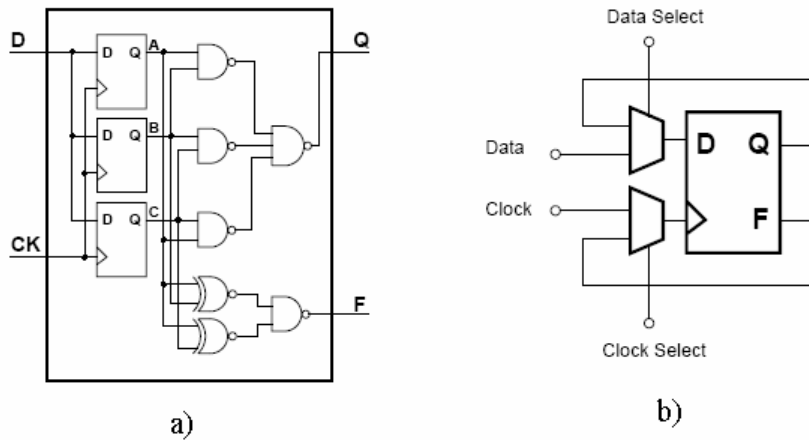 D
D Q
A
Q
D Q
B
D Q
C
CK
F
a)
Data Select
Data
D Q
Clock
F
Clock Select
b)